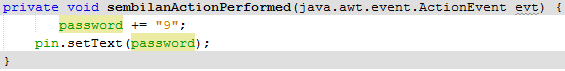 private void sembilanActionPerformed(java.awt.event.ActionEvent evt) {
password += "9";
pin.setText(password);
}